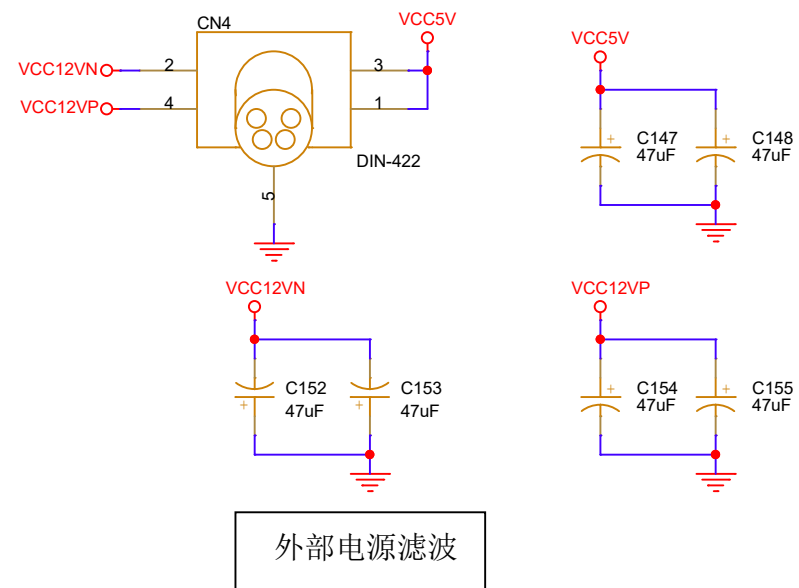 CN4
VCC5V
VCC12VN
2
3
VCC12VP
4
1
DIN-422
5
VCC5V
+
C147
47uF
+
C148
47uF
VCC12VN
+
C152
47uF
+
C153
47uF
VCC12VP
+
C154
47uF
+
C155
47uF
外部电源滤波